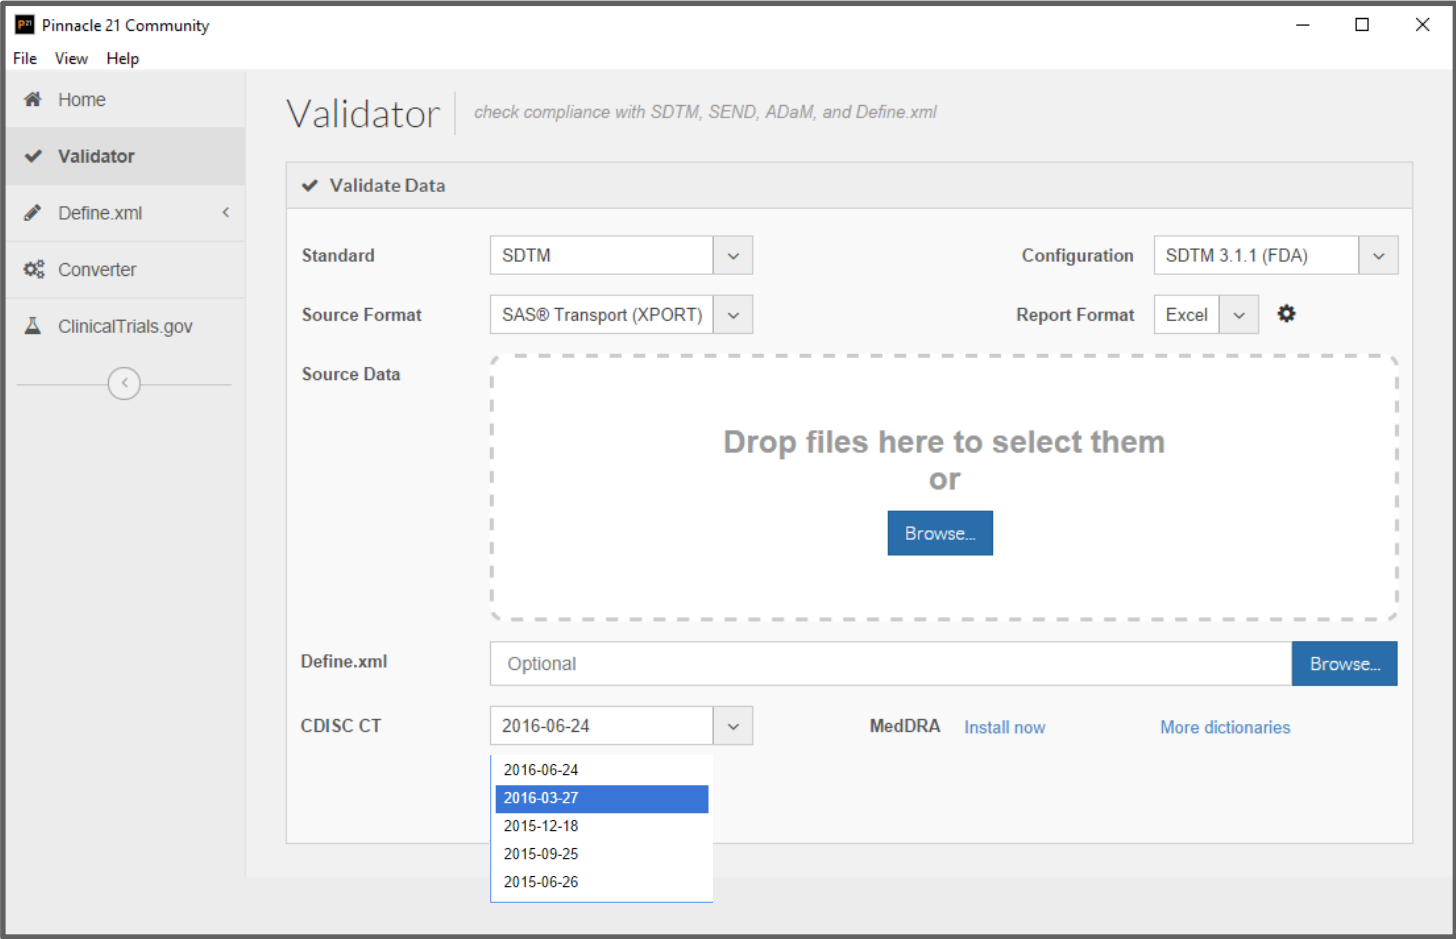 P21 Pinnacle 21 Community
File View Help
Home
Validator
Define.xml
Converter
ClinicalTrials.gov
Validator
check compliance with SDTM, SEND, ADaM, and Define.xml
Validate Data
Standard SDTM Configuration SDTM 3.1.1 (FDA)
Source Format SAS® Transport (XPORT) Report Format Excel
Source Data
Drop files here to select them
or
Browse...
Define.xml Optional Browse...
CDISC CT 2016-06-24 MedDRA Install now More dictionaries
2016-06-24
2016-03-27
2015-12-18
2015-09-25
2015-06-26